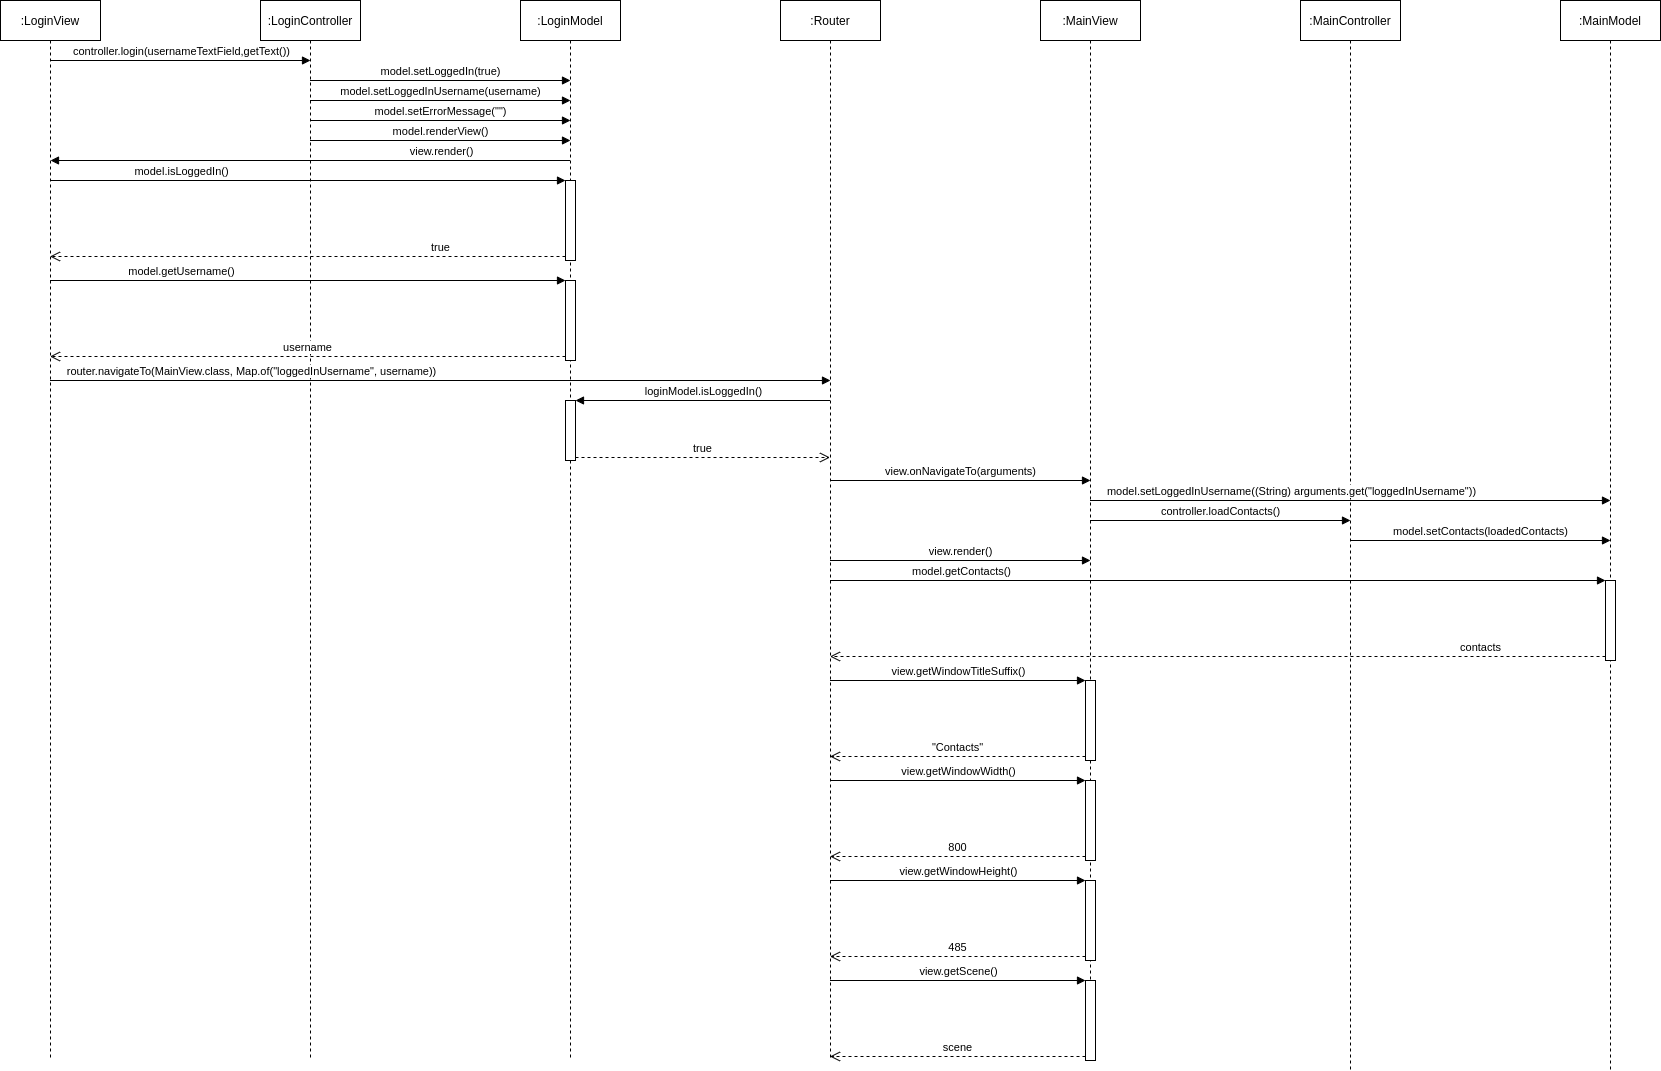 :LoginView
:LoginController
:LoginModel
:Router
:MainView
:MainController
:MainModel
controller.login(usernameTextField,getText())
model.setLoggedIn(true)
model.setLoggedInUsername(username)
model.setErrorMessage("")
model.renderView()
view.render()
model.isLoggedIn()
true
model.getUsername()
username
router.navigateTo(MainView.class, Map.of("loggedInUsername", username))
loginModel.isLoggedIn()
true
view.onNavigateTo(arguments)
model.setLoggedInUsername((String) arguments.get("loggedInUsername"))
controller.loadContacts()
model.setContacts(loadedContacts)
view.render()
model.getContacts()
contacts
view.getWindowTitleSuffix()
"Contacts"
view.getWindowWidth()
800
view.getWindowHeight()
485
view.getScene()
scene